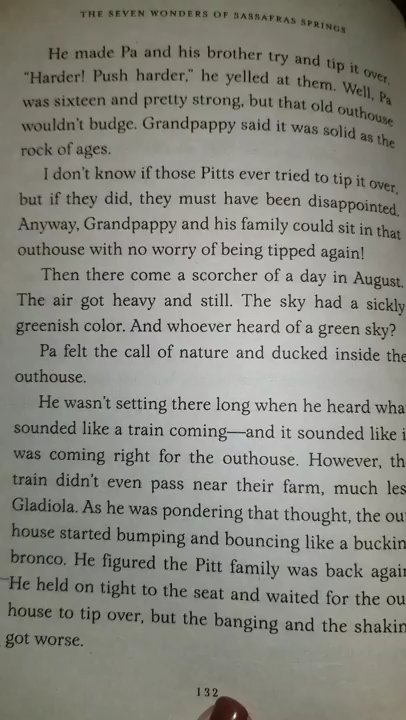 THE SEVEN WONDERS OF SASSAFRAS SPRINGS
He made Pa and his brother try and tip it over.
"Harder! Push harder," he yelled at them. Well, Pa
was sixteen and pretty strong, but that old outhouse
wouldn't budge. Grandpappy said it was solid as the
rock of ages.
I don't know if those Pitts ever tried to tip it over,
but if they did, they must have been disappointed.
Anyway, Grandpappy and his family could sit in that
outhouse with no worry of being tipped again!
Then there come a scorcher of a day in August.
The air got heavy and still. The sky had a sickly
greenish color. And whoever heard of a green sky?
Pa felt the call of nature and ducked inside the
outhouse.
He wasn't setting there long when he heard wha
sounded like a train coming—and it sounded like i
was coming right for the outhouse. However, th
train didn't even pass near their farm, much les
Gladiola. As he was pondering that thought, the ou
house started bumping and bouncing like a buckin
bronco. He figured the Pitt family was back again
He held on tight to the seat and waited for the ou
house to tip over, but the banging and the shakin
got worse.
132